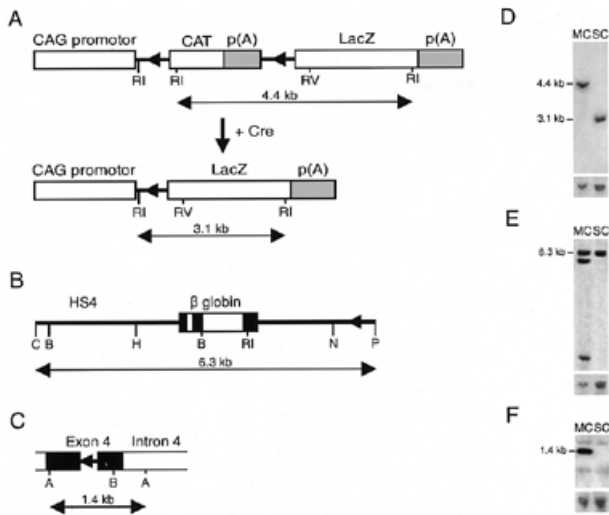 A
CAG promotor CAT p(A) LacZ p(A)
RI RI RV RI
4.4 kb
+ Cre
CAG promotor LacZ p(A)
RI RV RI
3.1 kb
B
HS4 β globin
C B H B RI N P
6.3 kb
C
Exon 4 Intron 4
A B A
1.4 kb
D
MC SC
4.4 kb
3.1 kb
E
MC SC
6.3 kb
F
MC SC
1.4 kb